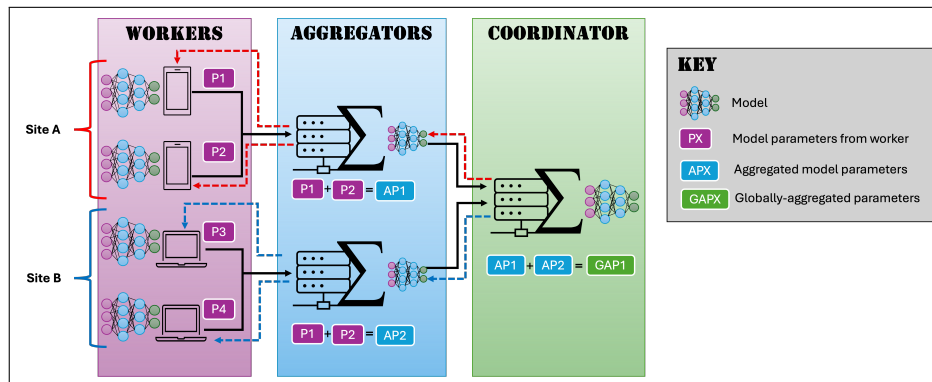 WORKERS
AGGREGATORS
COORDINATOR
Site A
Site B
P1
P2
P3
P4
P1 + P2 = AP1
P1 + P2 = AP2
AP1 + AP2 = GAP1
KEY
Model
PX Model parameters from worker
APX Aggregated model parameters
GAPX Globally-aggregated parameters